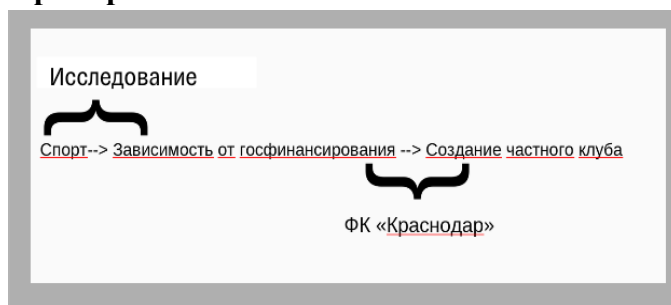 Исследование
Спорт--> Зависимость от госфинансирования --> Создание частного клуба
ФК «Краснодар»